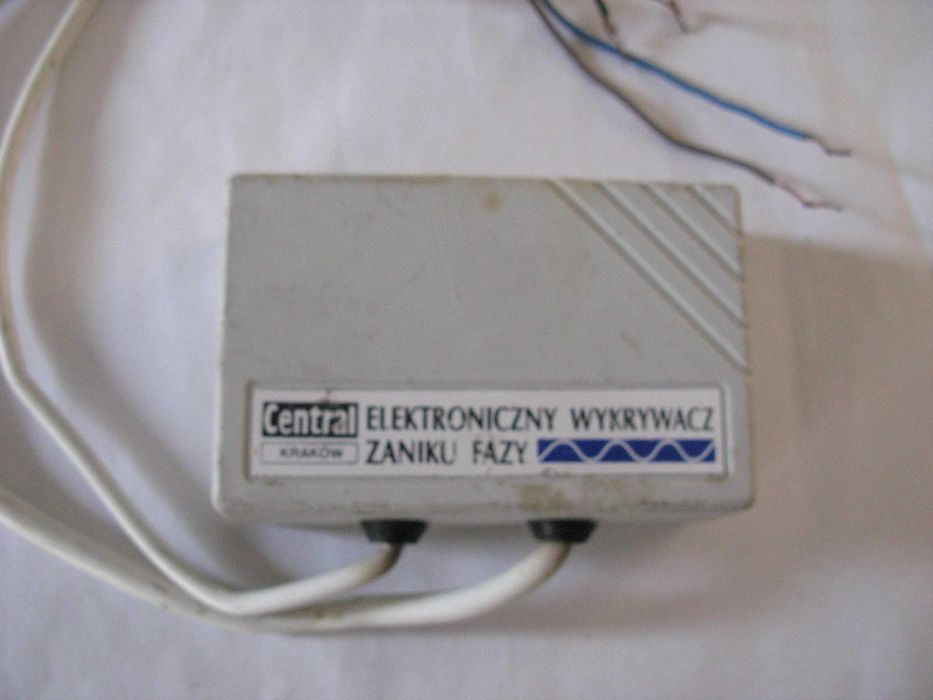 Central ELEKTRONICZNY WYKRYWACZ
KRAKÓW ZANIKU FAZY